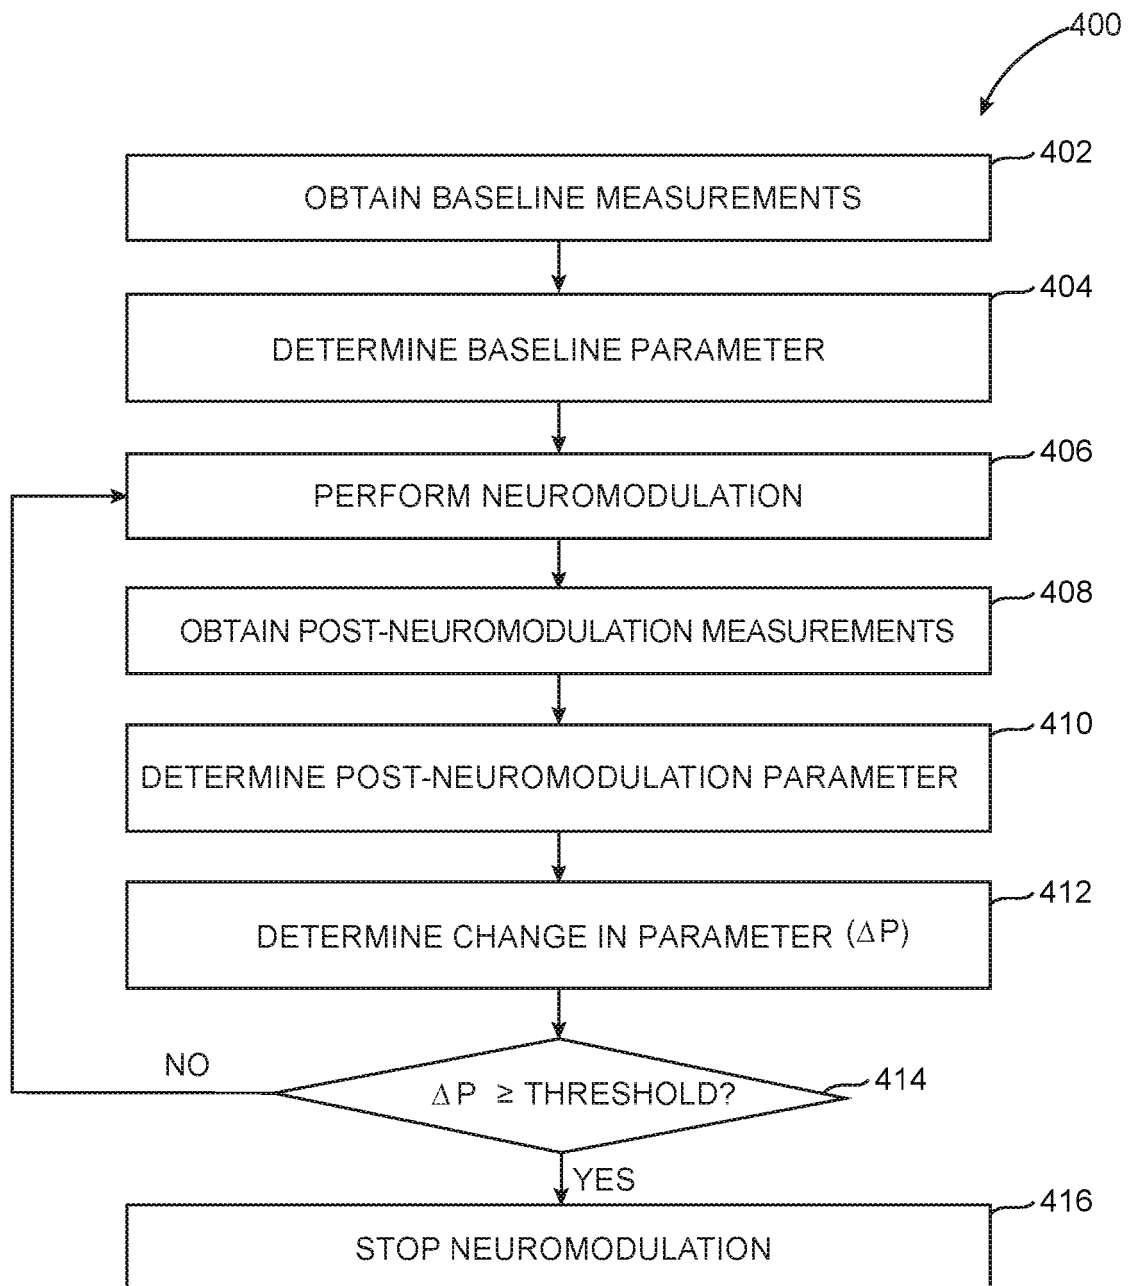 400
402
OBTAIN BASELINE MEASUREMENTS
404
DETERMINE BASELINE PARAMETER
406
PERFORM NEUROMODULATION
408
OBTAIN POST-NEUROMODULATION MEASUREMENTS
410
DETERMINE POST-NEUROMODULATION PARAMETER
412
DETERMINE CHANGE IN PARAMETER (ΔP)
NO
ΔP ≥ THRESHOLD?
414
YES
416
STOP NEUROMODULATION